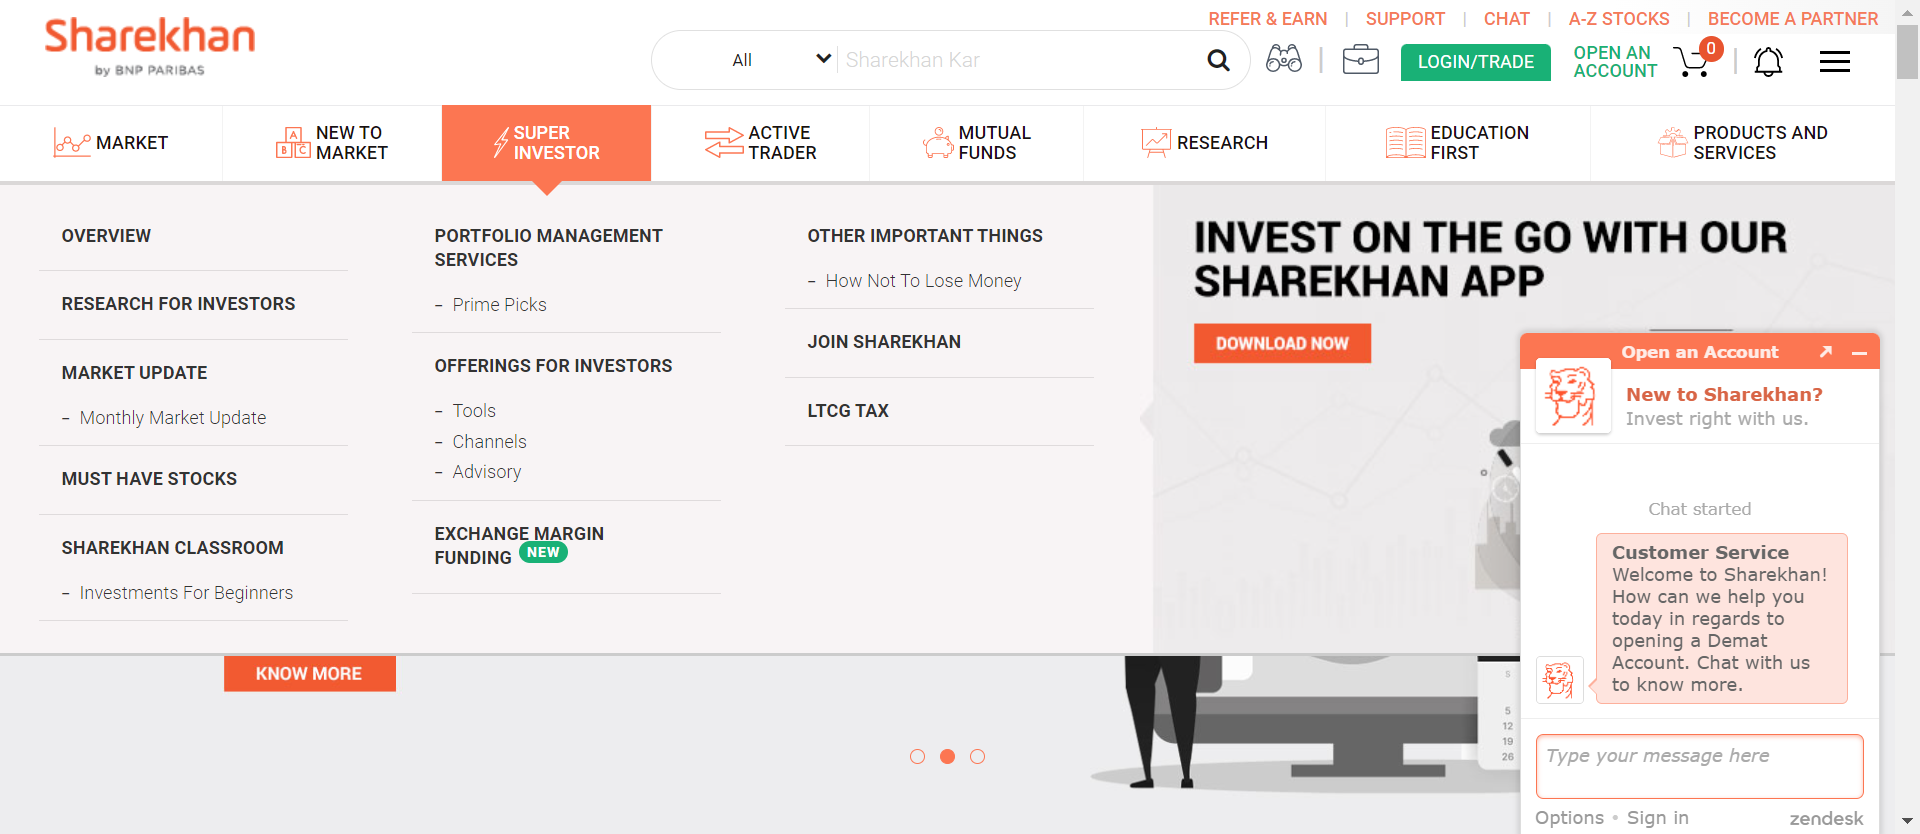 REFER & EARN | SUPPORT | CHAT | A-Z STOCKS | BECOME A PARTNER
Sharekhan
by BNP PARIBAS
All
Sharekhan Kar
LOGIN/TRADE
OPEN AN
ACCOUNT
0
MARKET
NEW TO
MARKET
SUPER
INVESTOR
ACTIVE
TRADER
MUTUAL
FUNDS
RESEARCH
EDUCATION
FIRST
PRODUCTS AND
SERVICES
A
B C
OVERVIEW
RESEARCH FOR INVESTORS
MARKET UPDATE
– Monthly Market Update
MUST HAVE STOCKS
SHAREKHAN CLASSROOM
– Investments For Beginners
PORTFOLIO MANAGEMENT
SERVICES
– Prime Picks
OFFERINGS FOR INVESTORS
– Tools
– Channels
– Advisory
EXCHANGE MARGIN
FUNDING NEW
OTHER IMPORTANT THINGS
– How Not To Lose Money
JOIN SHAREKHAN
LTCG TAX
INVEST ON THE GO WITH OUR
SHAREKHAN APP
DOWNLOAD NOW
KNOW MORE
S
5
12
19
26
Open an Account
New to Sharekhan?
Invest right with us.
Chat started
Customer Service
Welcome to Sharekhan!
How can we help you
today in regards to
opening a Demat
Account. Chat with us
to know more.
Type your message here
Options • Sign in
zendesk